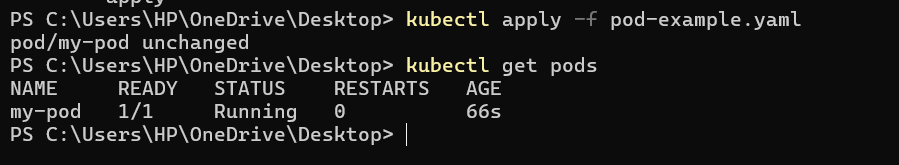 apply
PS C:\Users\HP\OneDrive\Desktop> kubectl apply -f pod-example.yaml
pod/my-pod unchanged
PS C:\Users\HP\OneDrive\Desktop> kubectl get pods
NAME     READY   STATUS    RESTARTS   AGE
my-pod   1/1     Running   0          66s
PS C:\Users\HP\OneDrive\Desktop>